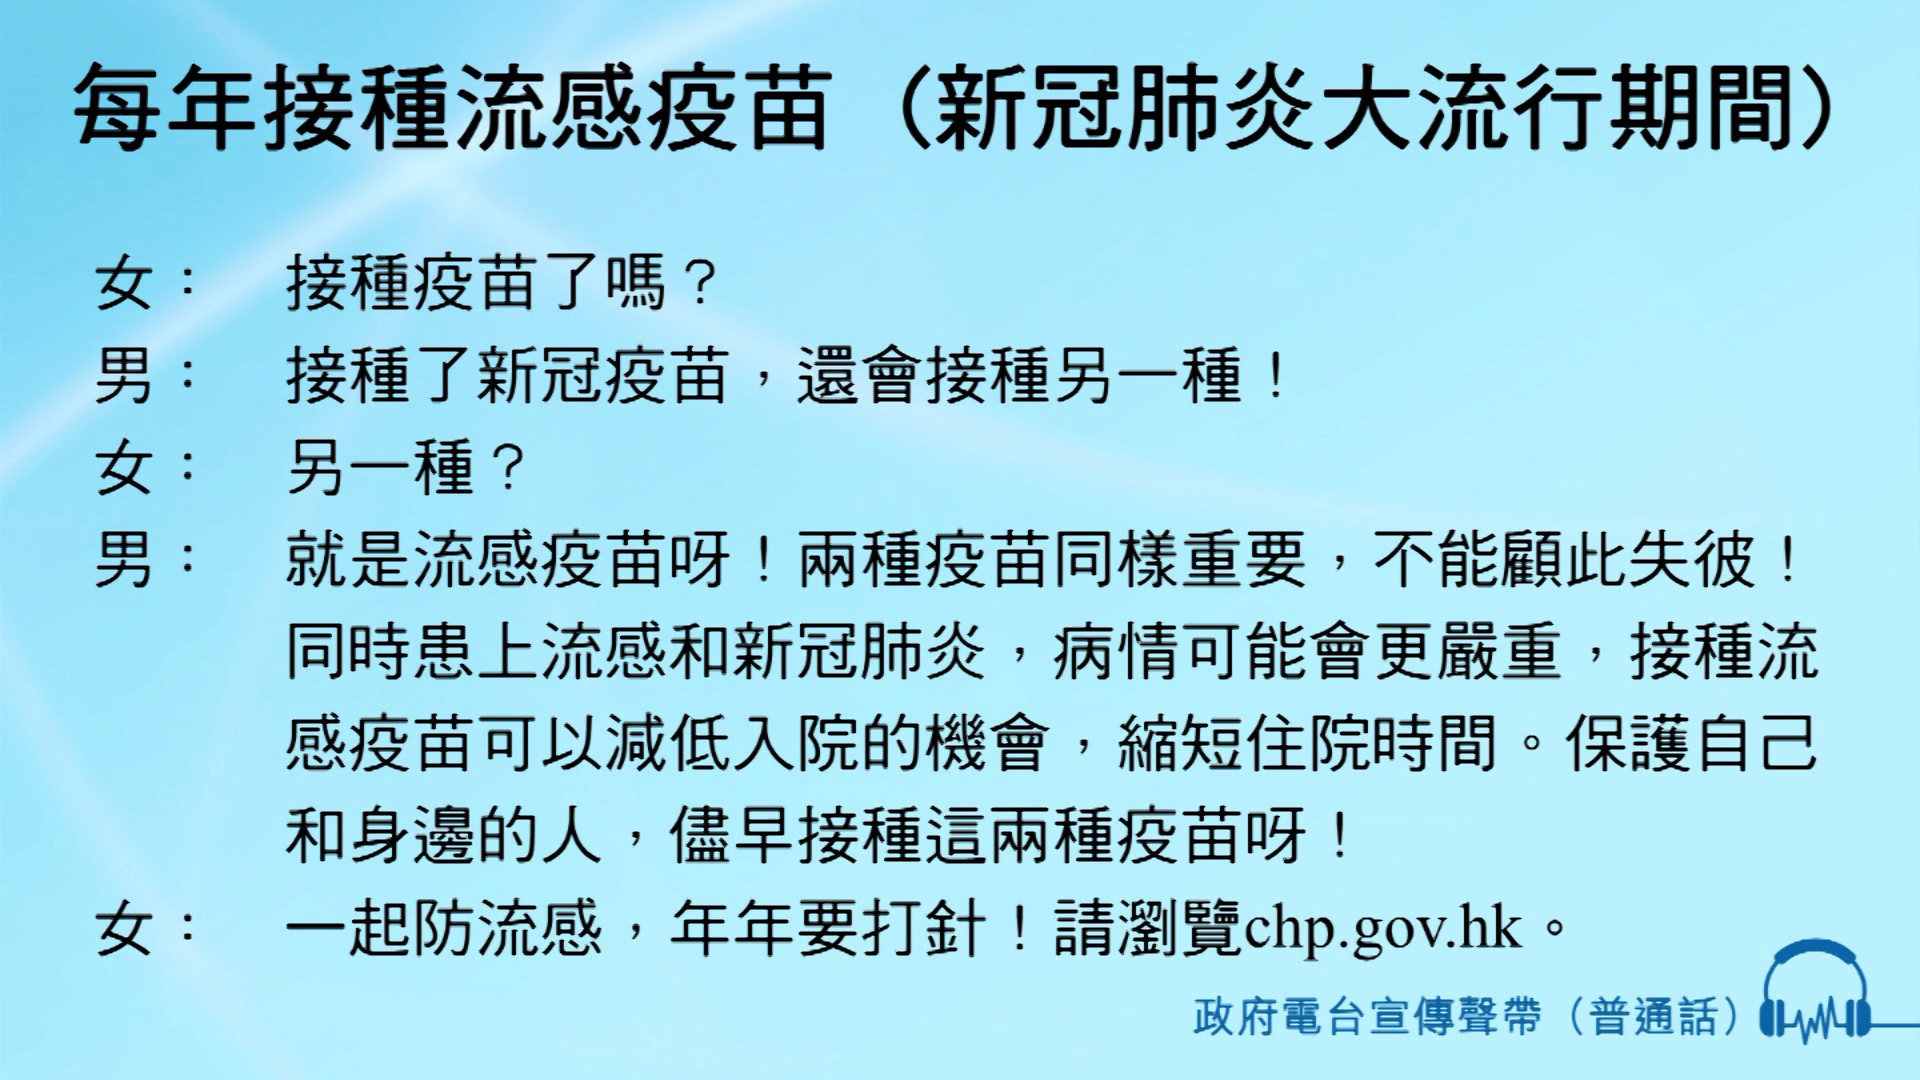 每年接種流感疫苗（新冠肺炎大流行期間）
女： 接種疫苗了嗎？
男： 接種了新冠疫苗，還會接種另一種！
女： 另一種？
男： 就是流感疫苗呀！兩種疫苗同樣重要，不能顧此失彼！
同時患上流感和新冠肺炎，病情可能會更嚴重，接種流
感疫苗可以減低入院的機會，縮短住院時間。保護自己
和身邊的人，儘早接種這兩種疫苗呀！
女： 一起防流感，年年要打針！請瀏覽chp.gov.hk。
政府電台宣傳聲帶（普通話）